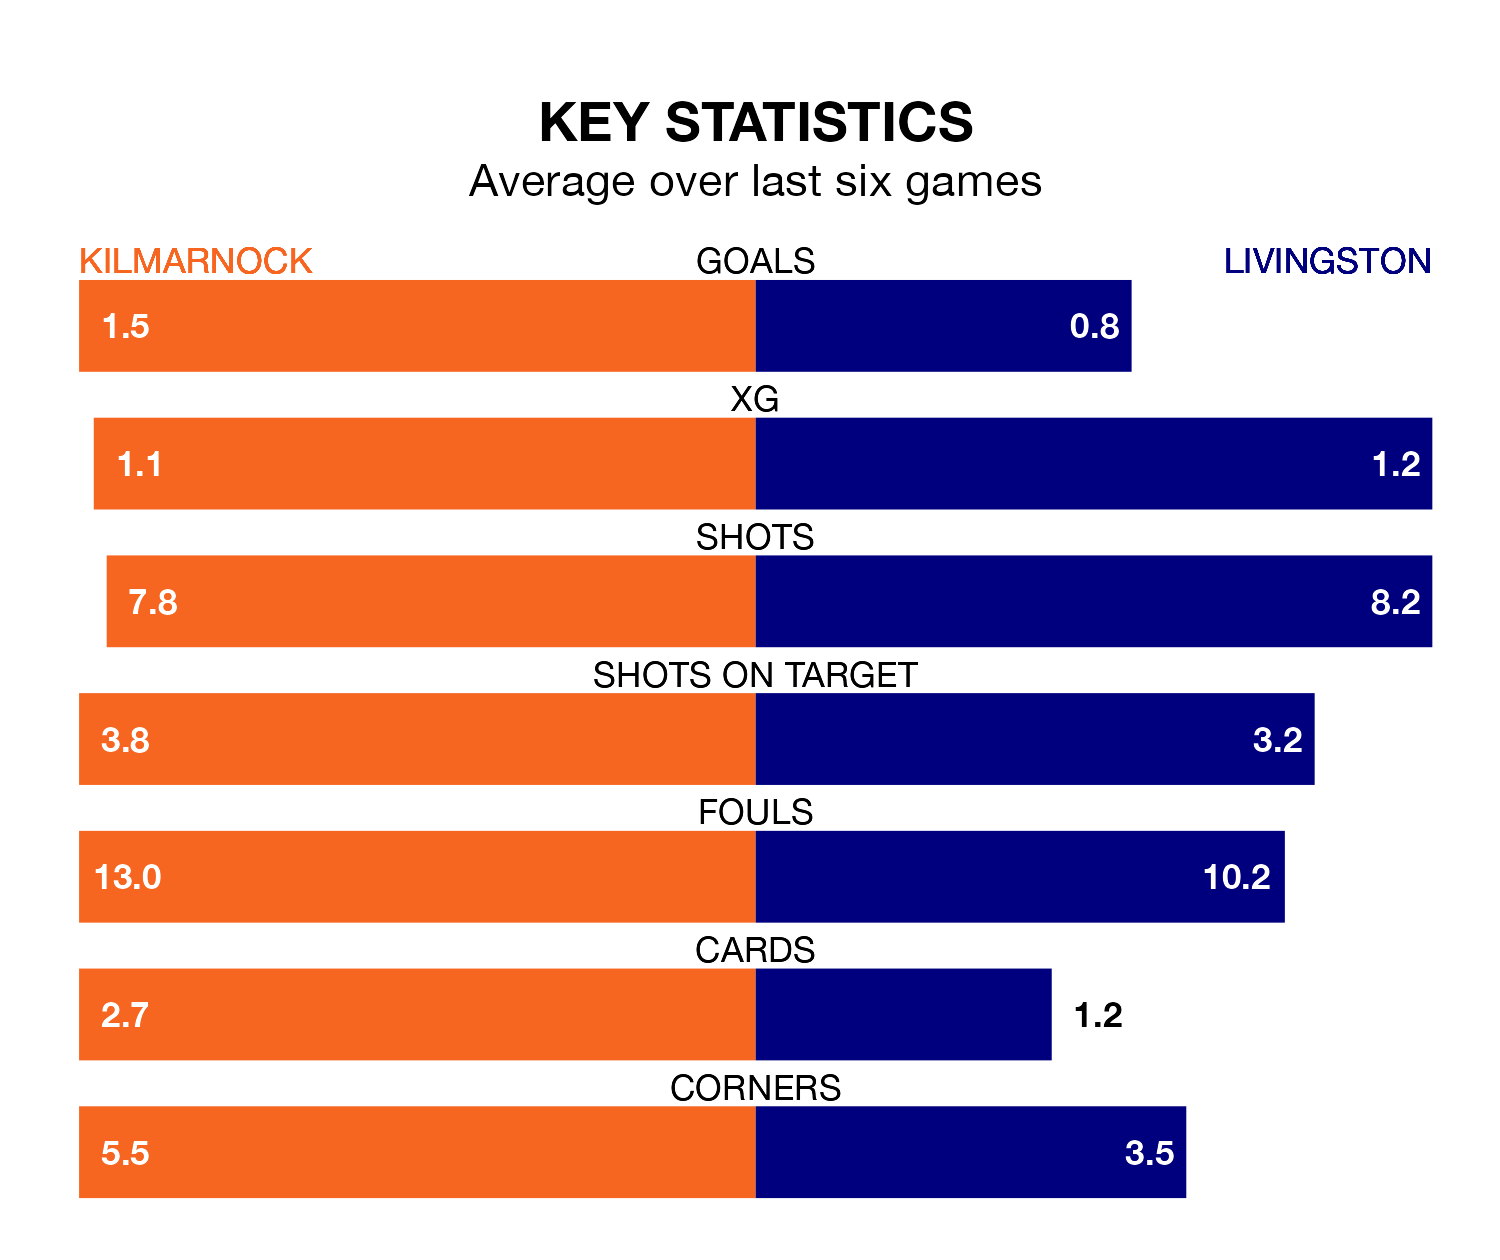 KEY STATISTICS
Average over last six games
KILMARNOCK GOALS LIVINGSTON
1.5 0.8
XG
1.1 1.2
SHOTS
7.8 8.2
SHOTS ON TARGET
3.8 3.2
FOULS
13.0 10.2
CARDS
2.7 1.2
CORNERS
5.5 3.5